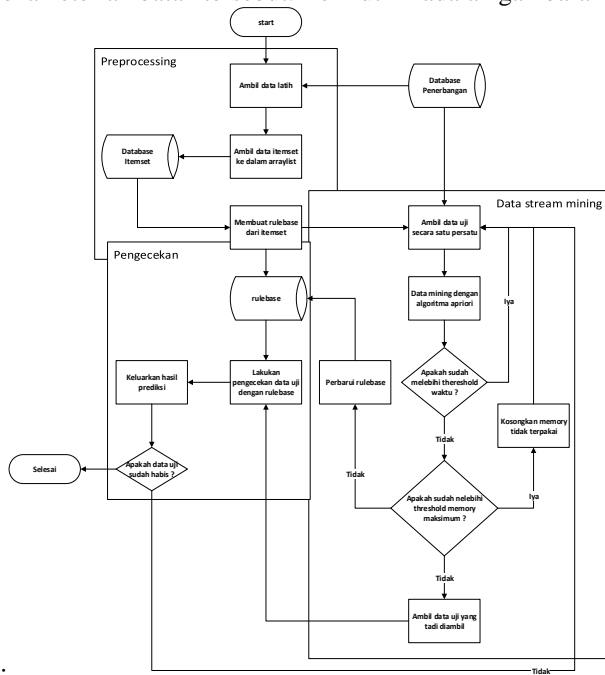 start
Preprocessing
Ambil data latih
Database
Penerbangan
Ambil data itemset
ke dalam arraylist
Database
Itemset
Data stream mining
Membuat rulebase
dari itemset
Ambil data uji
secara satu persatu
Pengecekan
rulebase
Data mining dengan
algoritma apriori
Iya
Keluarkan hasil
prediksi
Lakukan
pengecekan data uji
dengan rulebase
Perbarui rulebase
Apakah sudah
melebihi thereshold
waktu ?
Kosongkan memory
tidak terpakai
Tidak
Selesai
Apakah data uji
sudah habis ?
Tidak
Apakah sudah nelebihi
threshold memory
maksimum ?
Iya
Tidak
Ambil data uji yang
tadi diambil
.
Tidak